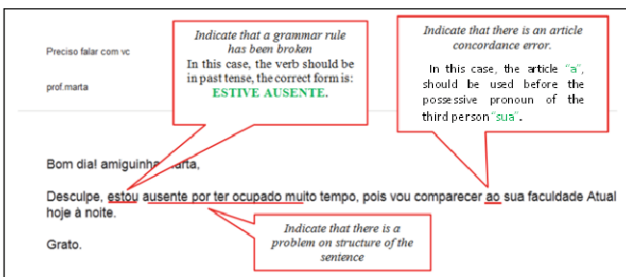 Preciso falar com vc
prof.marta
Indicate that a grammar rule
has been broken
In this case, the verb should be
in past tense, the correct form is:
ESTIVE AUSENTE.
Indicate that there is an article
concordance error.
In this case, the article "a",
should be used before the
possessive pronoun of the
third person "sua".
Bom dia! amiguinha Marta,
Desculpe, estou ausente por ter ocupado muito tempo, pois vou comparecer ao sua faculdade Atual
hoje à noite.
Grato.
Indicate that there is a
problem on structure of the
sentence